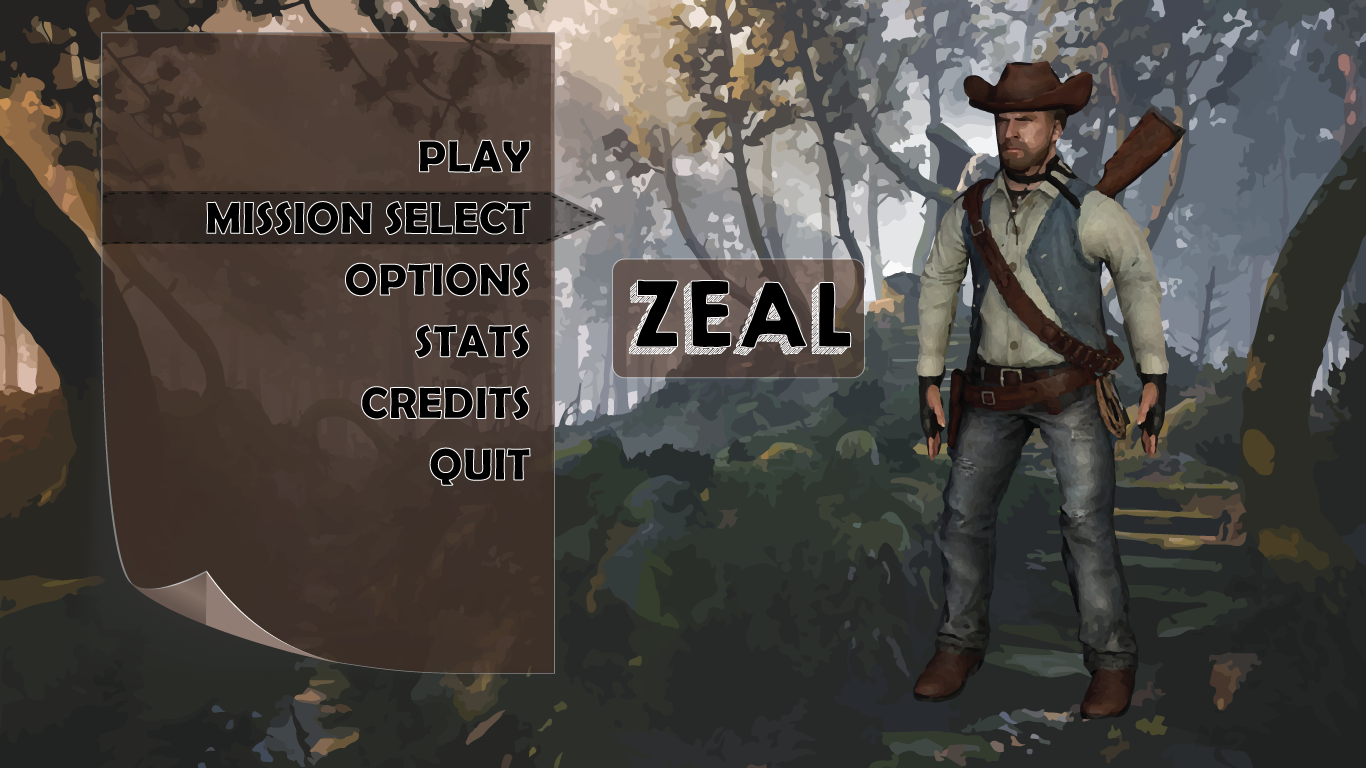 PLAY
MISSION SELECT
OPTIONS
STATS
CREDITS
QUIT
ZEAL